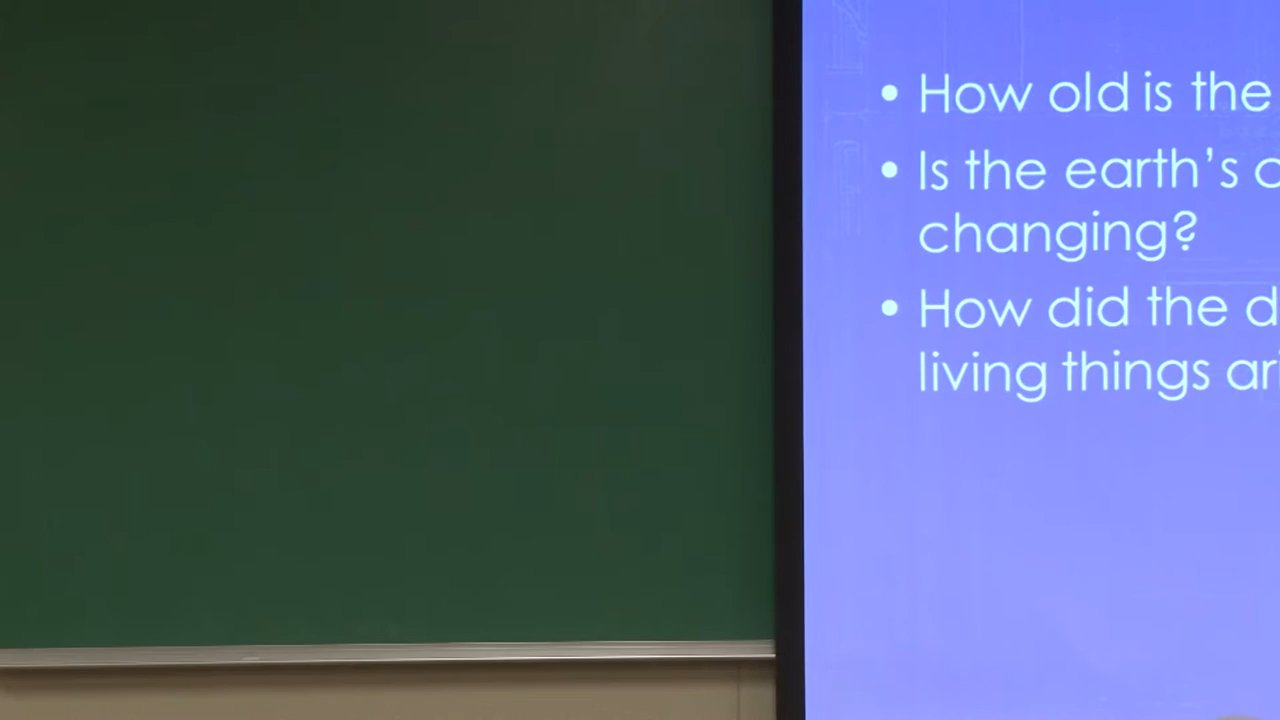 • How old is the
• Is the earth's
changing?
• How did the
living things